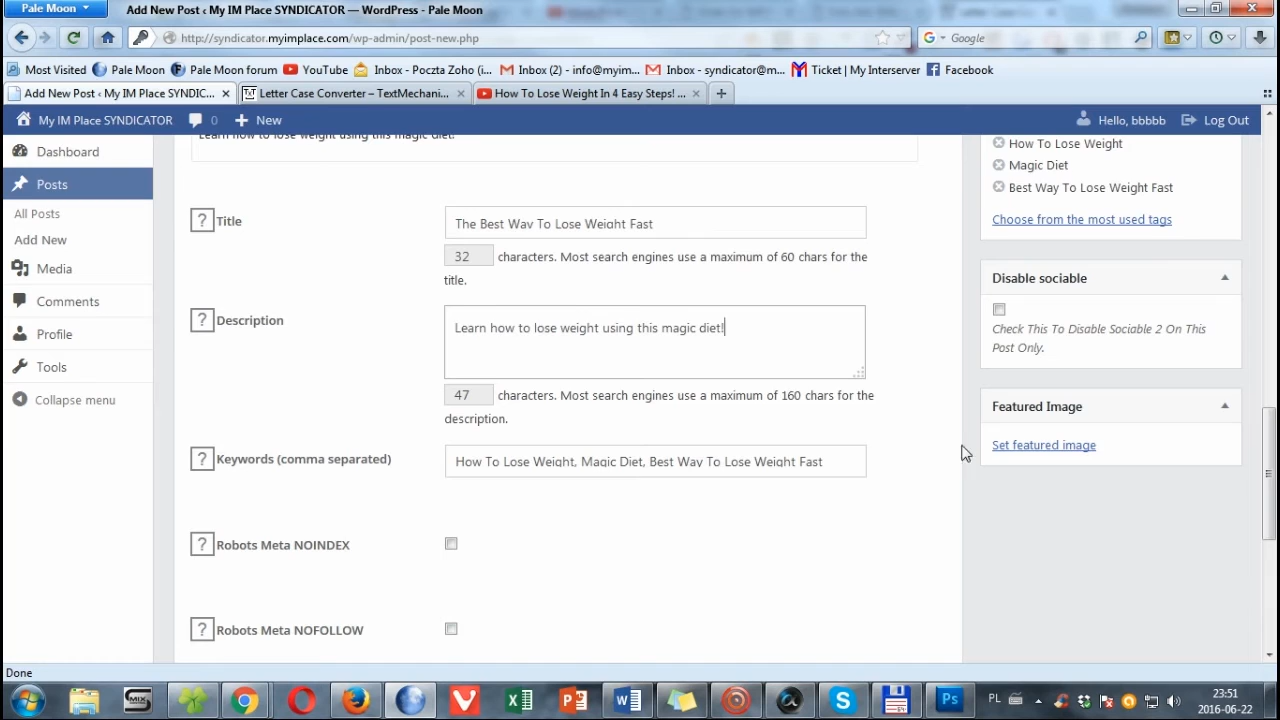 Pale Moon
Add New Post ‹ My IM Place SYNDICATOR — WordPress - Pale Moon
http://syndicator.myimplace.com/wp-admin/post-new.php
Google
Most Visited
Pale Moon
Pale Moon forum
YouTube
Inbox - Poczta Zoho (i...
Inbox (2) - info@myim...
Inbox - syndicator@m...
Ticket | My Interserver
Facebook
Add New Post ‹ My IM Place SYNDIC...
Letter Case Converter – TextMechani...
How To Lose Weight In 4 Easy Steps! ...
My IM Place SYNDICATOR
0
New
Hello, bbbbb
Log Out
Dashboard
Posts
All Posts
Add New
Media
Comments
Profile
Tools
Collapse menu
Learn how to lose weight using this magic diet!
? Title
The Best Way To Lose Weight Fast
32 characters. Most search engines use a maximum of 60 chars for the
title.
? Description
Learn how to lose weight using this magic diet!
47 characters. Most search engines use a maximum of 160 chars for the
description.
? Keywords (comma separated)
How To Lose Weight, Magic Diet, Best Way To Lose Weight Fast
? Robots Meta NOINDEX
? Robots Meta NOFOLLOW
How To Lose Weight
Magic Diet
Best Way To Lose Weight Fast
Choose from the most used tags
Disable sociable
Check This To Disable Sociable 2 On This
Post Only.
Featured Image
Set featured image
Done
PL
23:51
2016-06-22